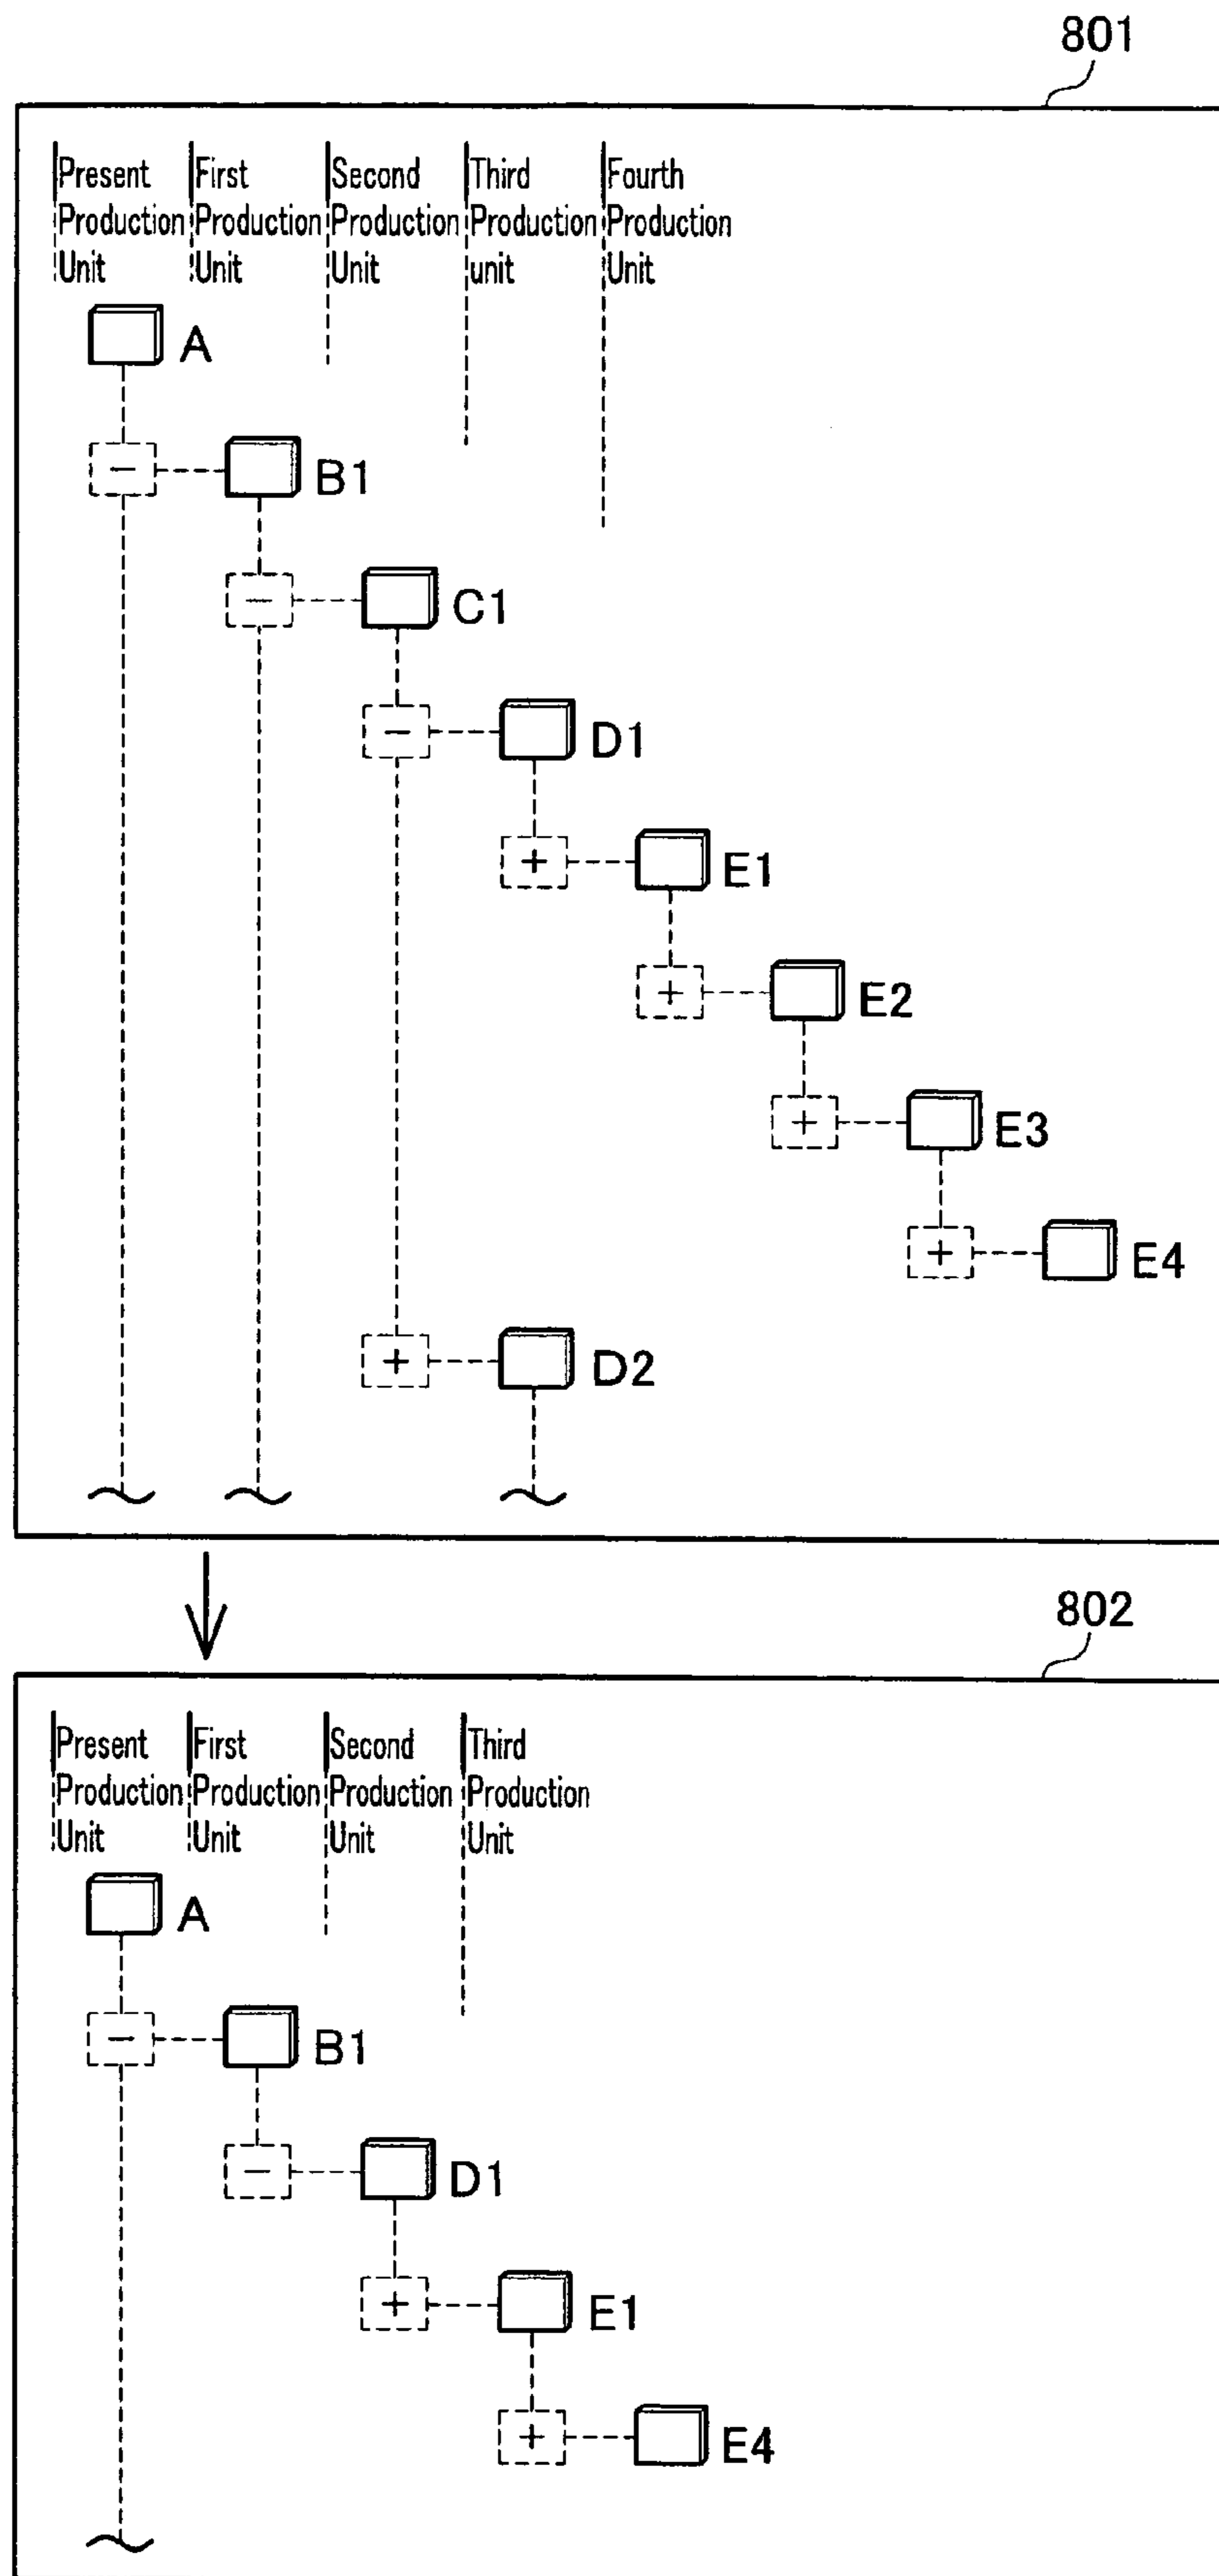 801
Present First Second Third Fourth
Production Production Production Production Production
Unit Unit Unit unit Unit
A
− B1
− C1
− D1
+ E1
+ E2
+ E3
+ E4
+ D2
802
Present First Second Third
Production Production Production Production
Unit Unit Unit Unit
A
− B1
− D1
+ E1
+ E4